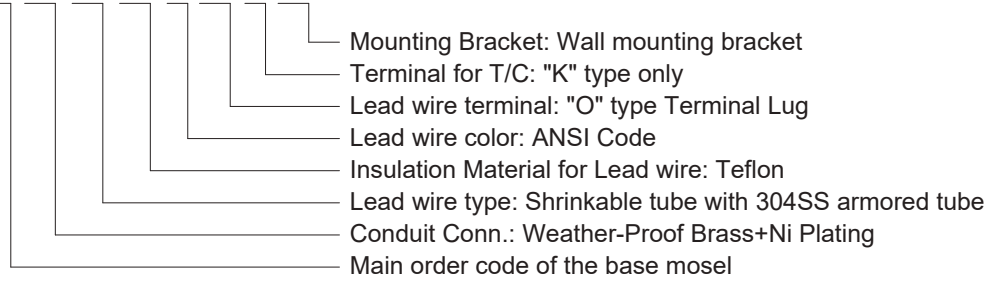 Mounting Bracket: Wall mounting bracket
Terminal for T/C: "K" type only
Lead wire terminal: "O" type Terminal Lug
Lead wire color: ANSI Code
Insulation Material for Lead wire: Teflon
Lead wire type: Shrinkable tube with 304SS armored tube
Conduit Conn.: Weather-Proof Brass+Ni Plating
Main order code of the base mosel